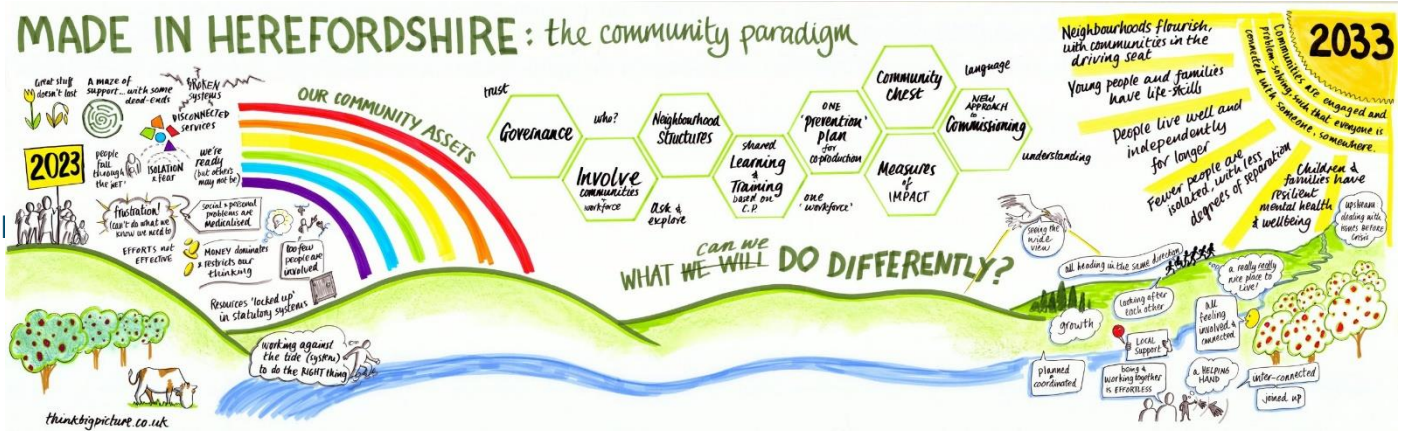 MADE IN HEREFORDSHIRE: the community paradigm
Great stuff
doesn't last
A maze of
support... with some
dead-ends
BROKEN
SYSTEMS
DISCONNECTED
services
2023
people
fall
through
the 'NET'
ISOLATION
& fear
we're
ready
(but others
may not be)
frustration!
(can't do what we
know we need to)
social & personal
problems are
medicalised
EFFORTS not
EFFECTIVE
MONEY dominates
& restricts our
thinking
too few
people are
involved
Resources 'locked up'
in statutory systems
OUR COMMUNITY ASSETS
trust
Governance
who?
Involve
communities
workforce
Neighbourhood
Structures
ask &
explore
shared
Learning
&
Training
based on
C.P.
ONE
'Prevention'
plan
for
co-production
one
'workforce'
Community
Chest
Measures
of
IMPACT
language
NEW
APPROACH
to
Commissioning
understanding
can we
WHAT WE WILL DO DIFFERENTLY?
2033
Communities are engaged and
problem-solving, such that everyone is
connected with someone, somewhere.
Neighbourhoods flourish,
with communities in the
driving seat
Young people and families
have life-skills
People live well and
independently
for longer
Fewer people are
isolated, with less
degrees of separation
Children &
families have
resilient
mental health
& wellbeing
upstream
dealing with
issues BEFORE
CRISIS
seeing the
wide
view
all heading in the same direction
looking after
each other
a really really
nice place to
live!
growth
all
feeling
involved &
connected
LOCAL
Support
planned &
coordinated
being &
working together
is EFFORTLESS
a HELPING
HAND
inter-connected
joined up
working against
the tide (system)
to do the RIGHT thing
thinkbigpicture.co.uk